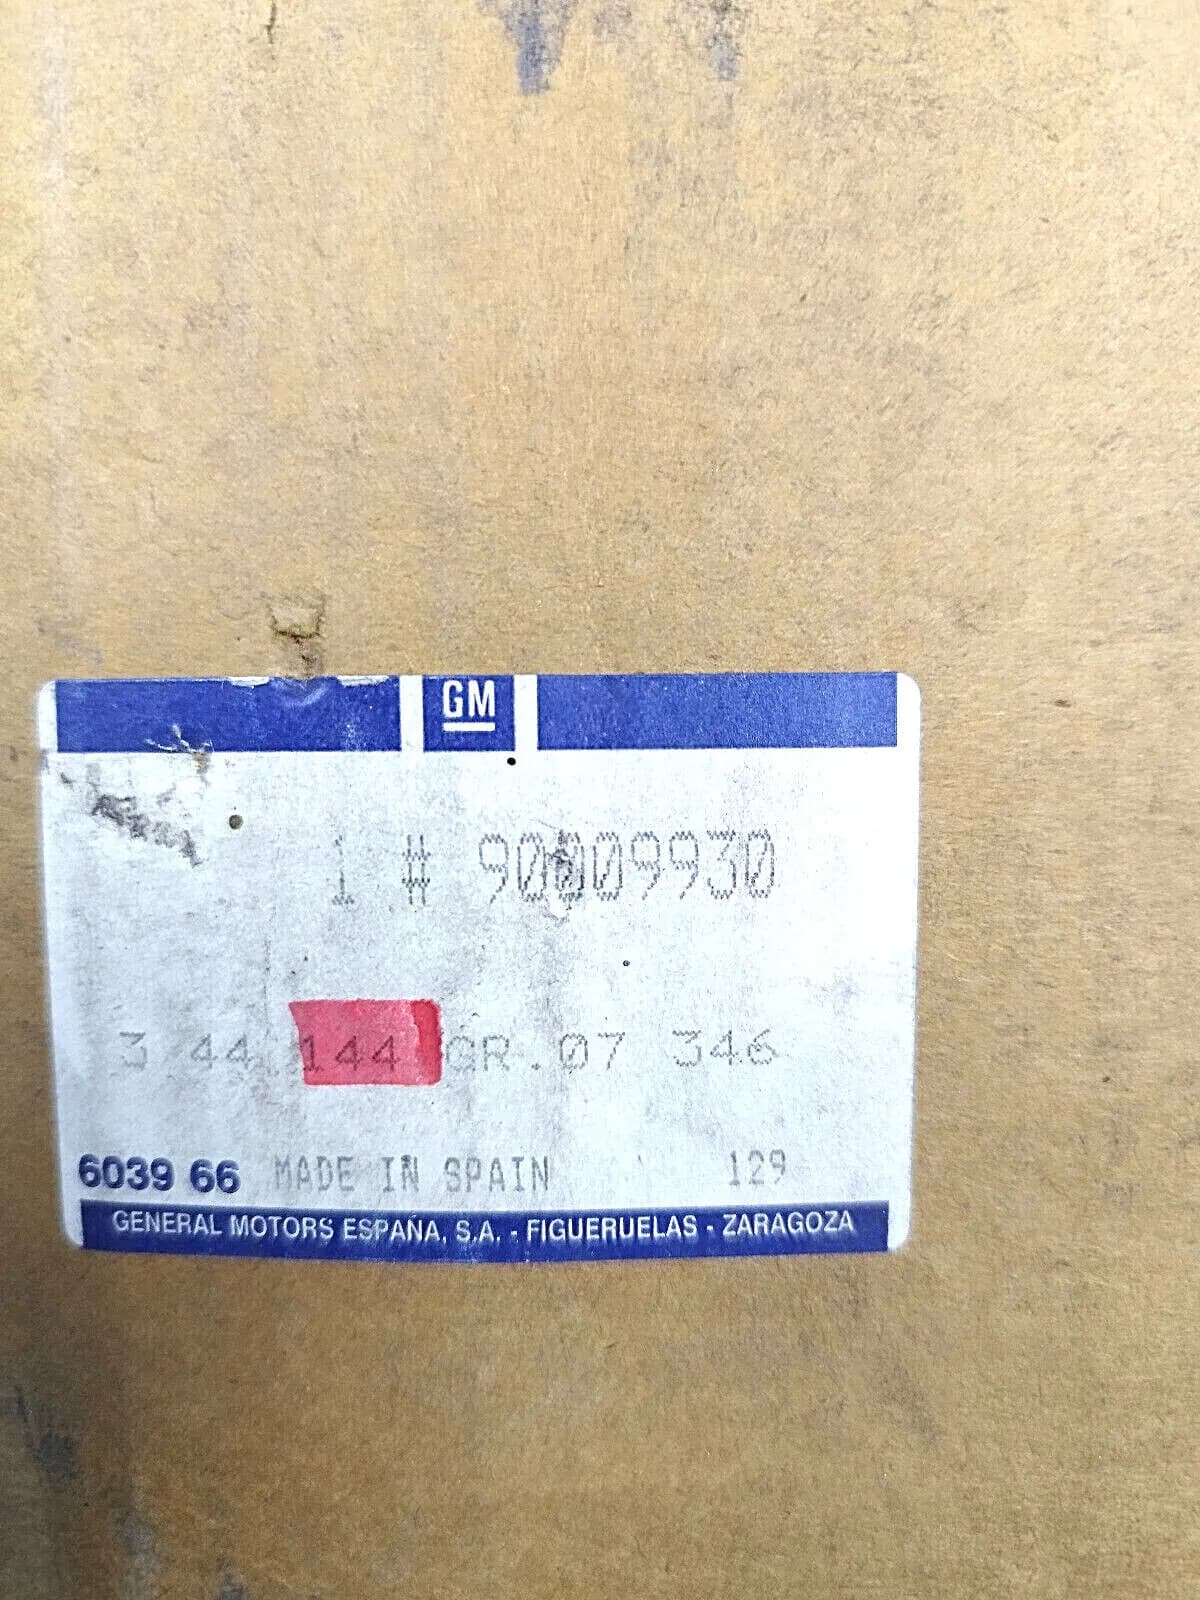 GM
1 # 90009930
3 44 144 GR.07 346
6039 66 MADE IN SPAIN 129
GENERAL MOTORS ESPAÑA, S.A. - FIGUERUELAS - ZARAGOZA